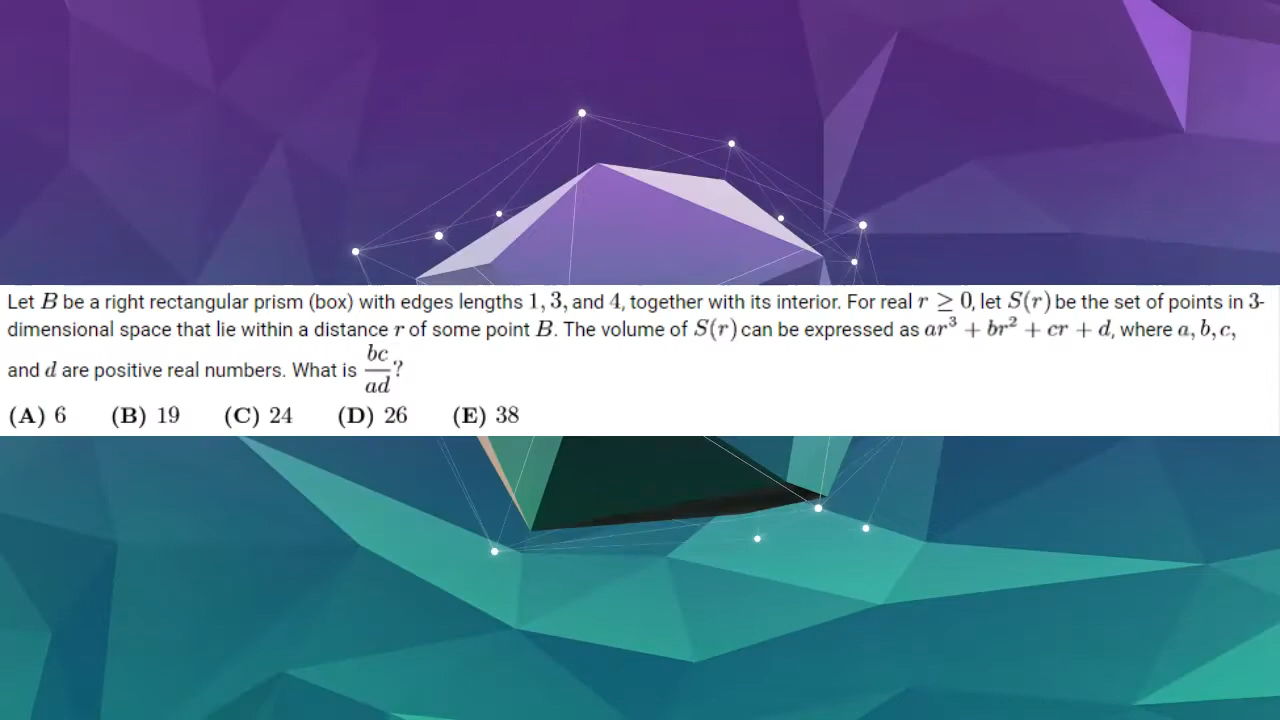 Let B be a right rectangular prism (box) with edges lengths 1, 3, and 4, together with its interior. For real r ≥ 0, let S(r) be the set of points in 3-
dimensional space that lie within a distance r of some point B. The volume of S(r) can be expressed as ar³ + br² + cr + d, where a, b, c,
and d are positive real numbers. What is bc/ad?
(A) 6 (B) 19 (C) 24 (D) 26 (E) 38